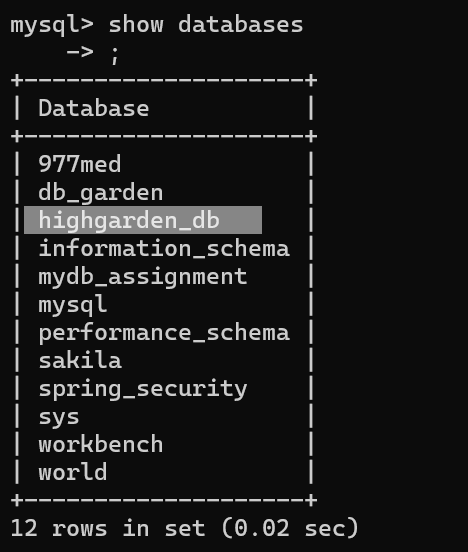 mysql> show databases
    -> ;
+--------------------+
| Database           |
+--------------------+
| 977med             |
| db_garden          |
| highgarden_db      |
| information_schema |
| mydb_assignment    |
| mysql              |
| performance_schema |
| sakila             |
| spring_security    |
| sys                |
| workbench          |
| world              |
+--------------------+
12 rows in set (0.02 sec)